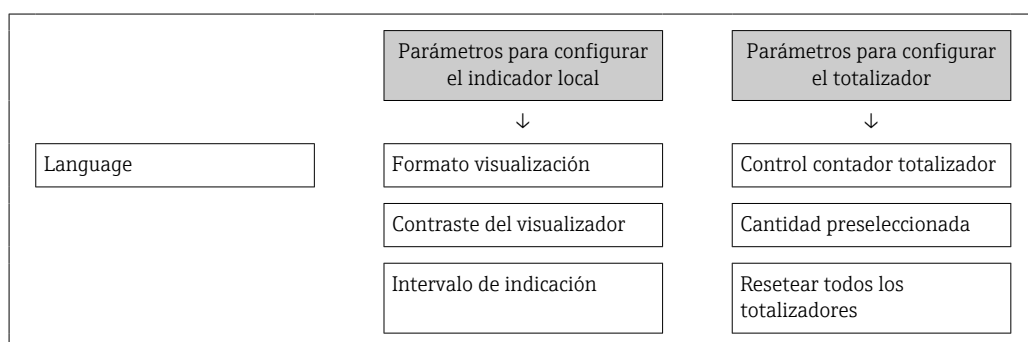 Parámetros para configurar
el indicador local
Parámetros para configurar
el totalizador
↓
↓
Language
Formato visualización
Control contador totalizador
Contraste del visualizador
Cantidad preseleccionada
Intervalo de indicación
Resetear todos los
totalizadores